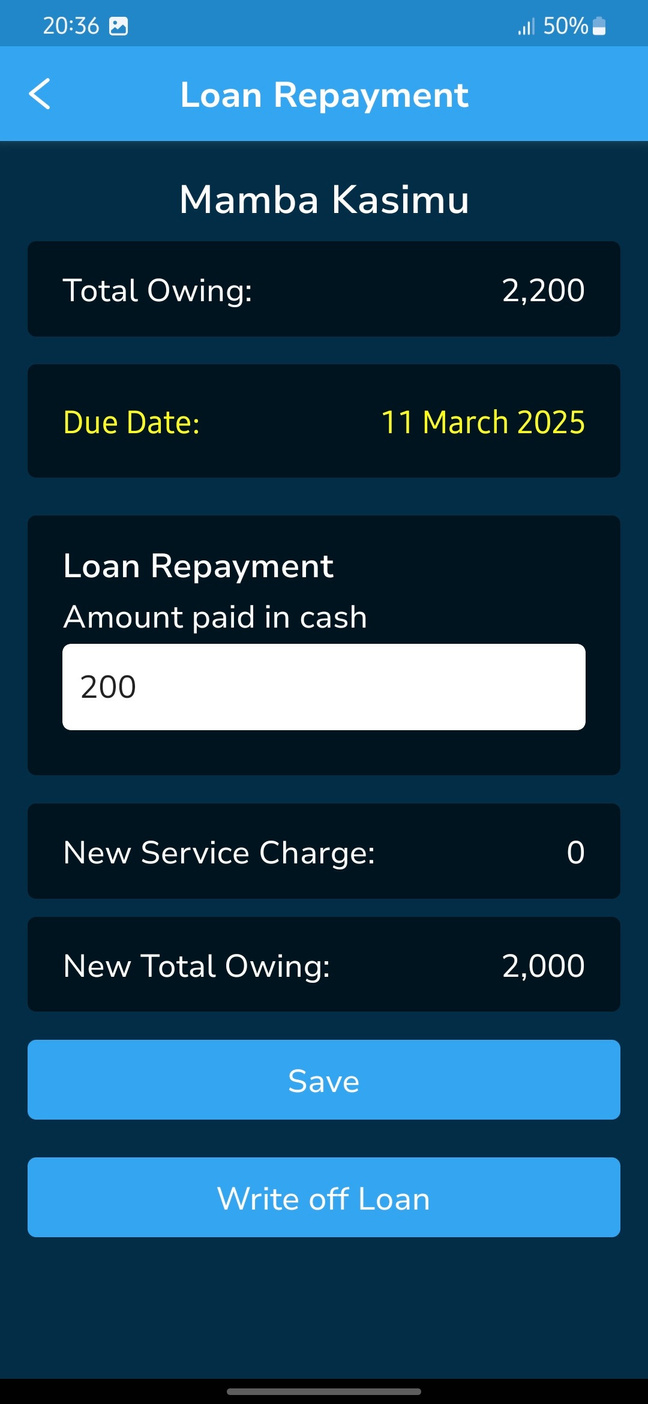 20:36 50%
Loan Repayment
Mamba Kasimu
Total Owing: 2,200
Due Date: 11 March 2025
Loan Repayment
Amount paid in cash
200
New Service Charge: 0
New Total Owing: 2,000
Save
Write off Loan